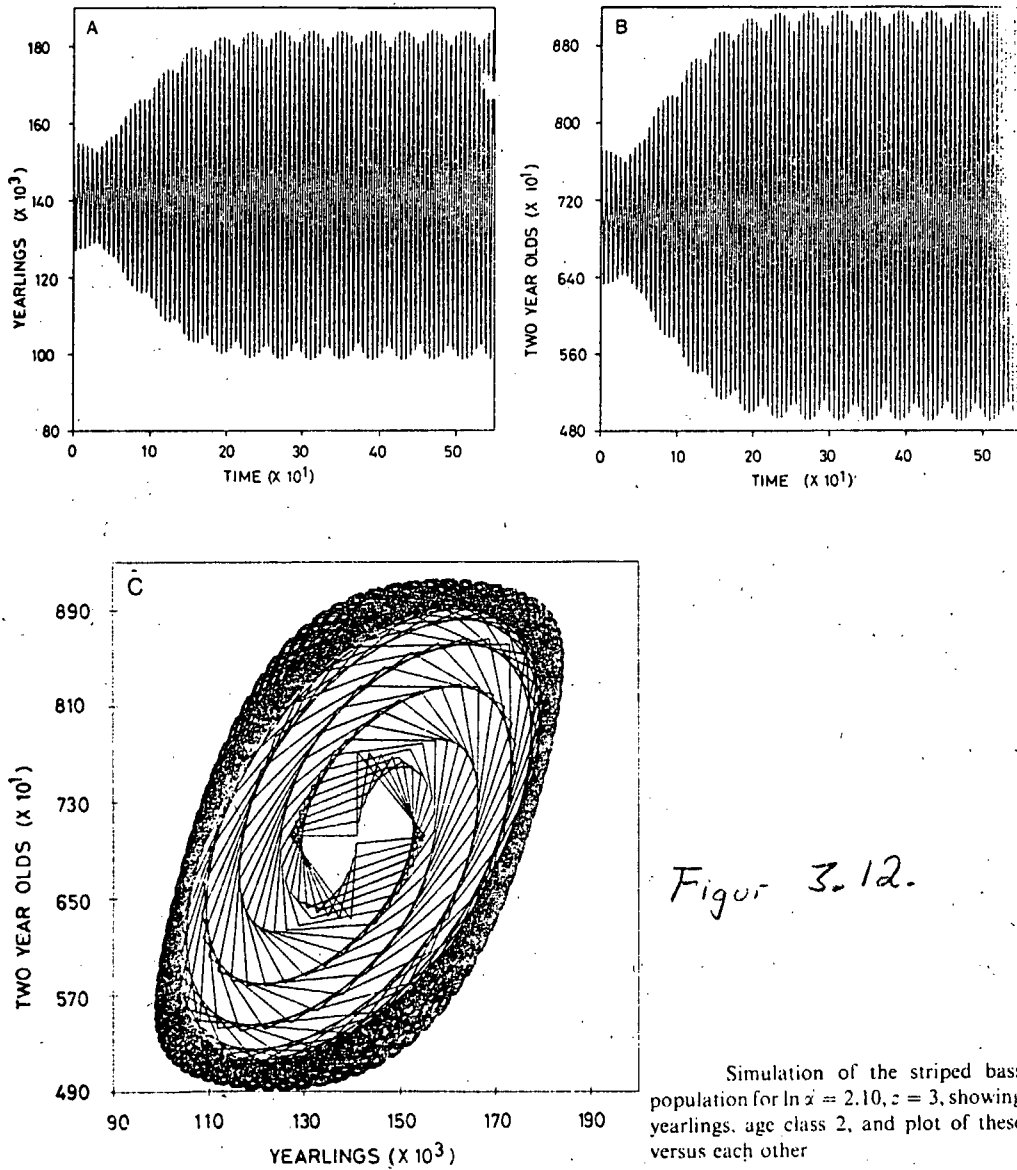 A
180
160
140
120
100
80
YEARLINGS (X 10³)
0 10 20 30 40 50
TIME (X 10¹)
B
880
800
720
640
560
480
TWO YEAR OLDS (X 10¹)
0 10 20 30 40 50
TIME (X 10¹)
C
890
810
730
650
570
490
TWO YEAR OLDS (X 10¹)
90 110 130 150 170 190
YEARLINGS (X 10³)
Figur 3.12.
Simulation of the striped bass
population for ln α = 2.10, z = 3, showing
yearlings, age class 2, and plot of these
versus each other